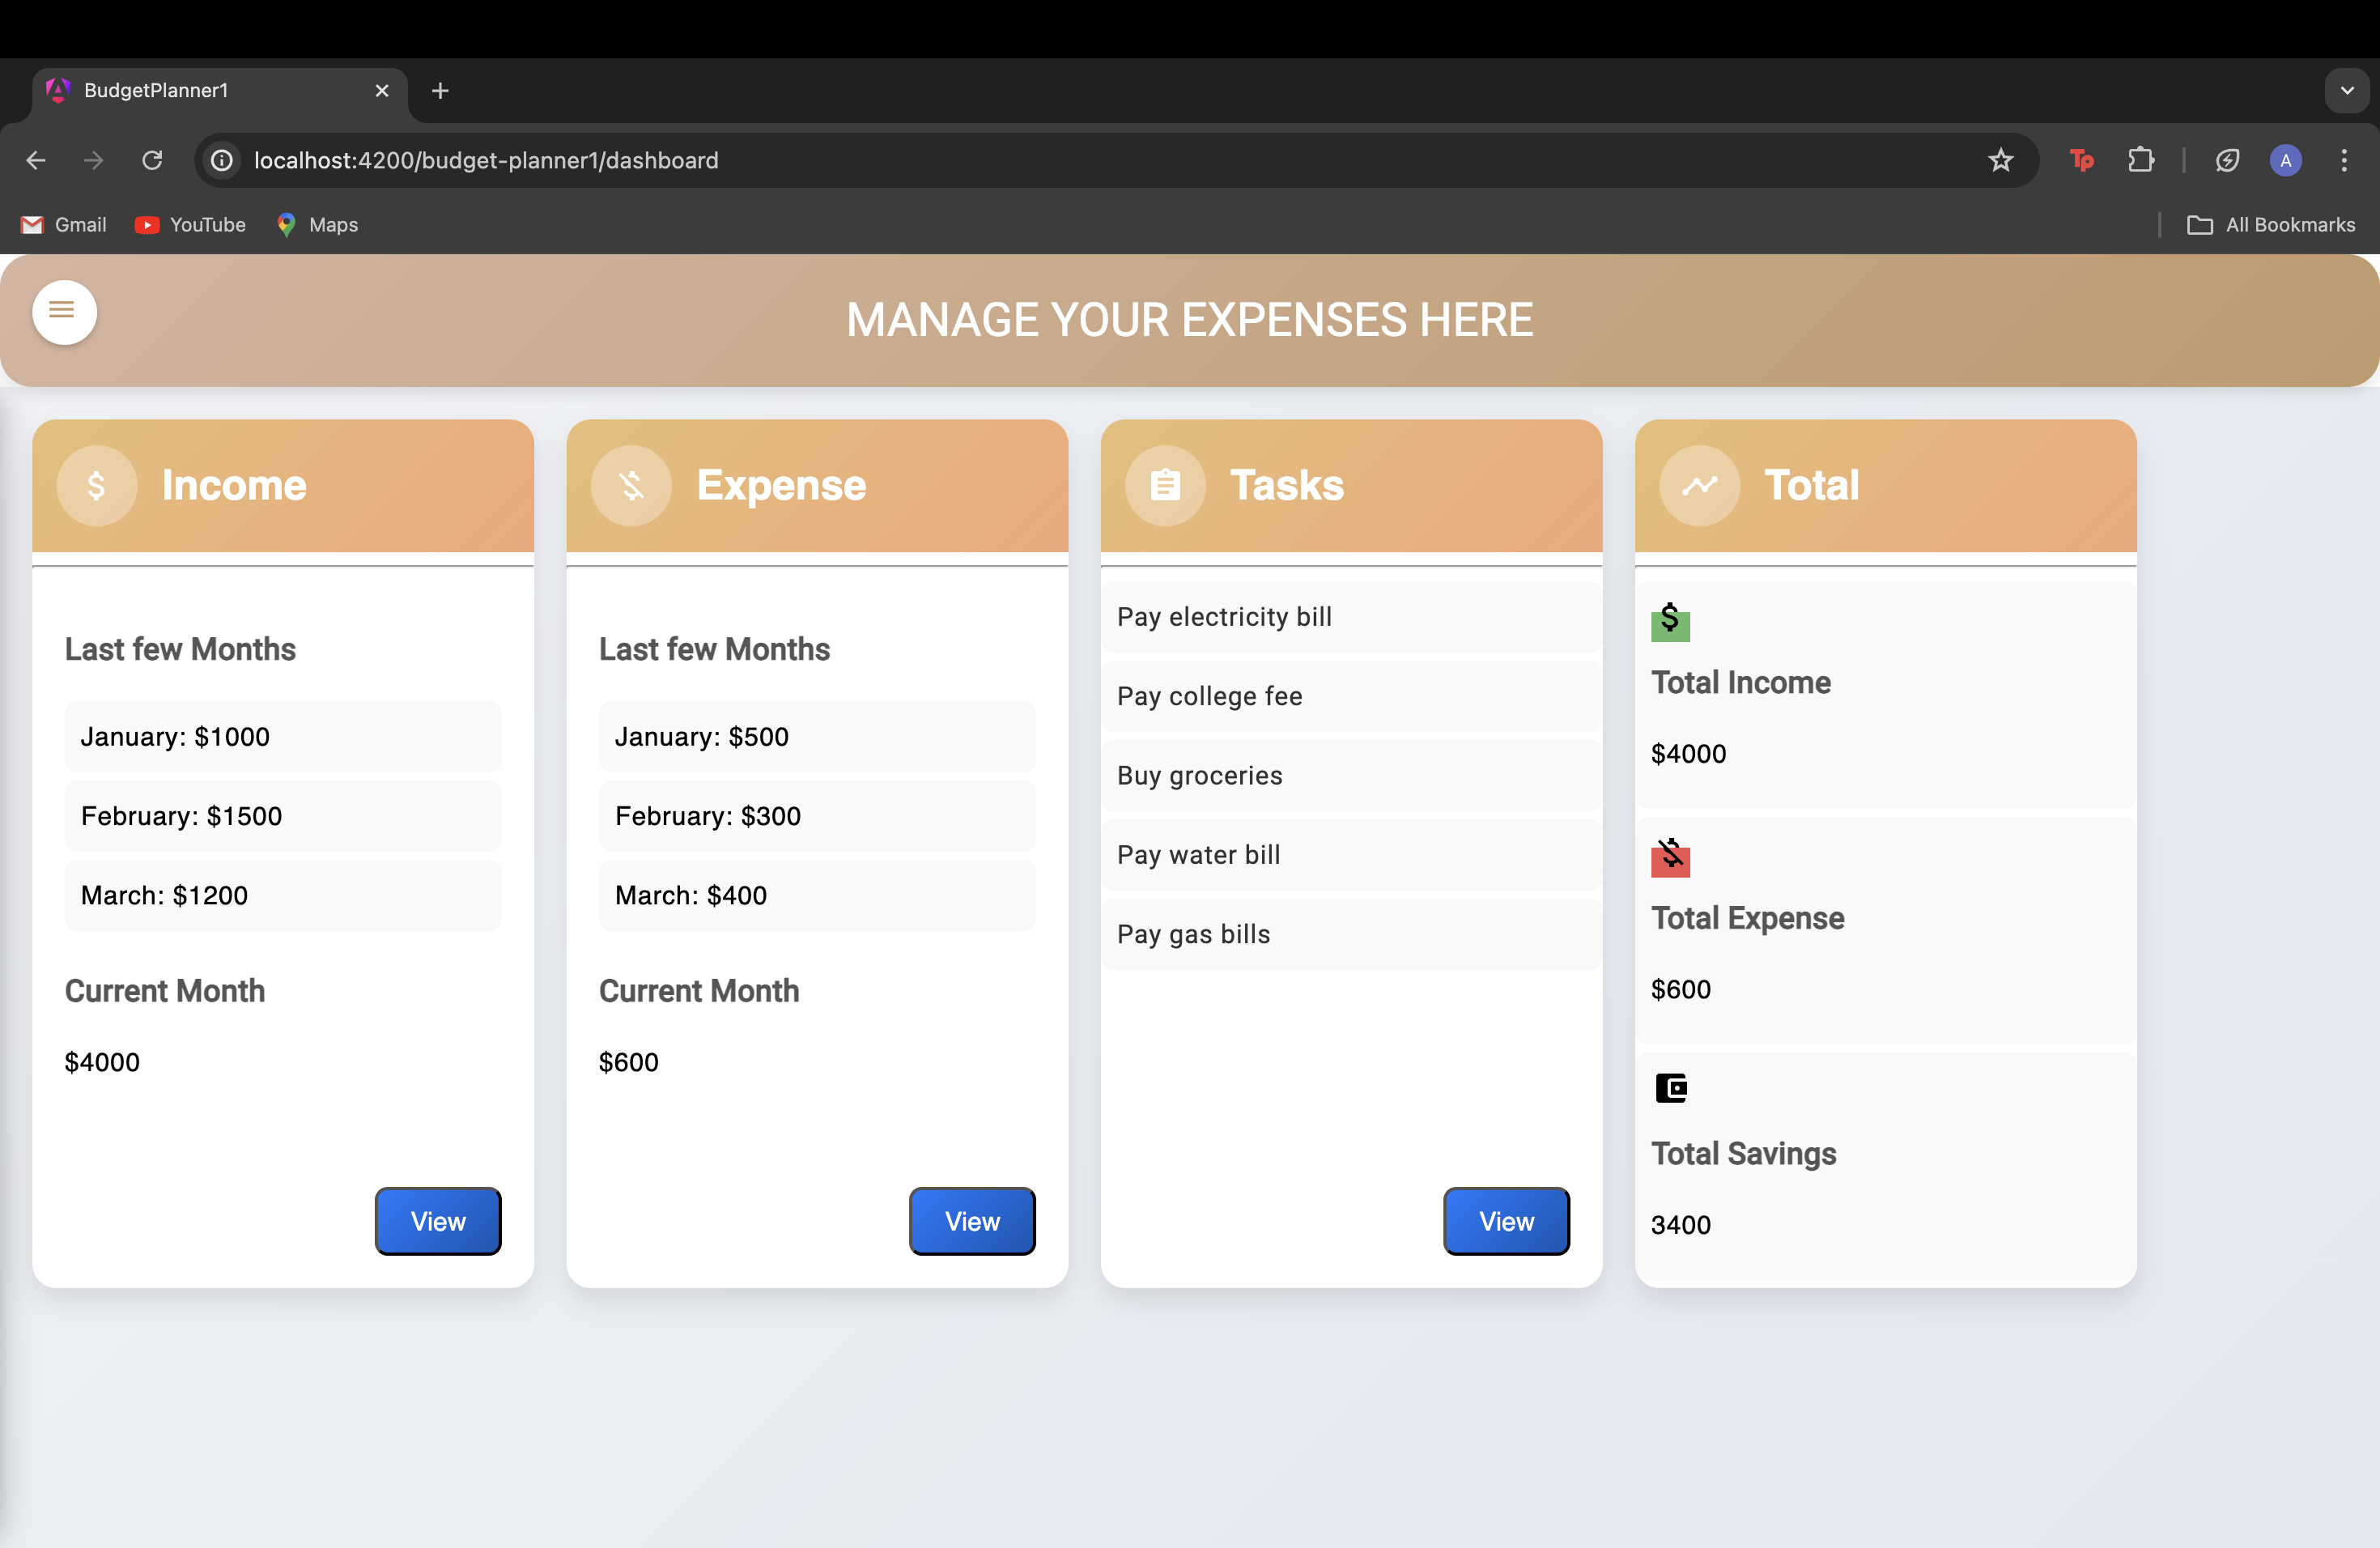 BudgetPlanner1
localhost:4200/budget-planner1/dashboard
Tp
A
Gmail
YouTube
Maps
All Bookmarks
MANAGE YOUR EXPENSES HERE
Income
Last few Months
January: $1000
February: $1500
March: $1200
Current Month
$4000
View
Expense
Last few Months
January: $500
February: $300
March: $400
Current Month
$600
View
Tasks
Pay electricity bill
Pay college fee
Buy groceries
Pay water bill
Pay gas bills
View
Total
Total Income
$4000
Total Expense
$600
Total Savings
3400